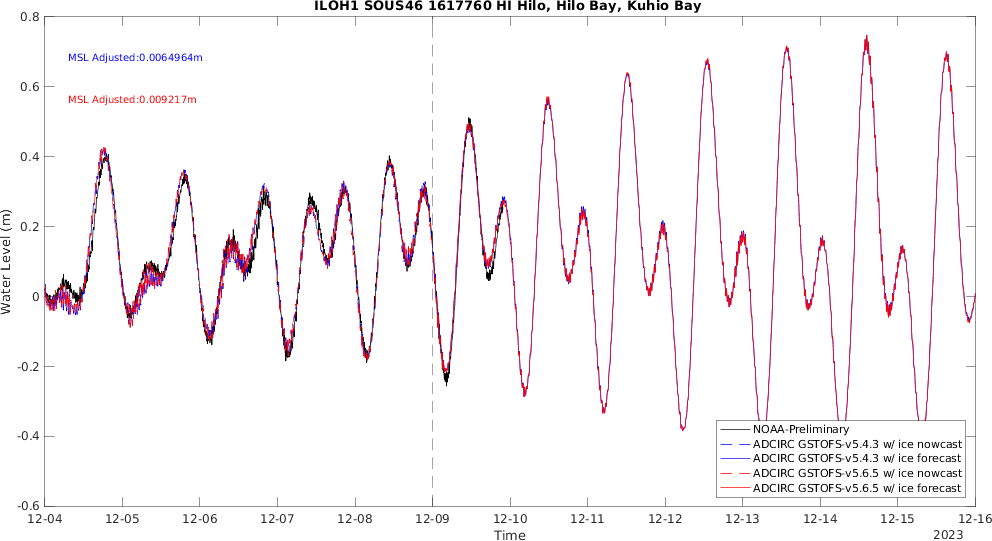 ILOH1 SOUS46 1617760 HI Hilo, Hilo Bay, Kuhio Bay
0.8
MSL Adjusted:0.0064964m
0.6
MSL Adjusted:0.009217m
0.4
0.2
Water Level (m)
0
-0.2
-0.4
NOAA-Preliminary
ADCIRC GSTOFS-v5.4.3 w/ ice nowcast
ADCIRC GSTOFS-v5.4.3 w/ ice forecast
ADCIRC GSTOFS-v5.6.5 w/ ice nowcast
ADCIRC GSTOFS-v5.6.5 w/ ice forecast
-0.6
12-04 12-05 12-06 12-07 12-08 12-09 12-10 12-11 12-12 12-13 12-14 12-15 12-16
Time
2023